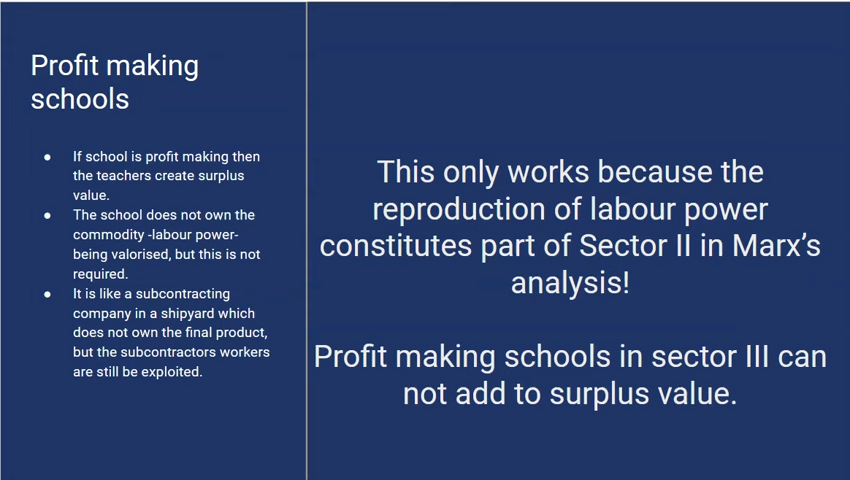 Profit making
schools
● If school is profit making then
the teachers create surplus
value.
● The school does not own the
commodity -labour power-
being valorised, but this is not
required.
● It is like a subcontracting
company in a shipyard which
does not own the final product,
but the subcontractors workers
are still be exploited.
This only works because the
reproduction of labour power
constitutes part of Sector II in Marx’s
analysis!
Profit making schools in sector III can
not add to surplus value.